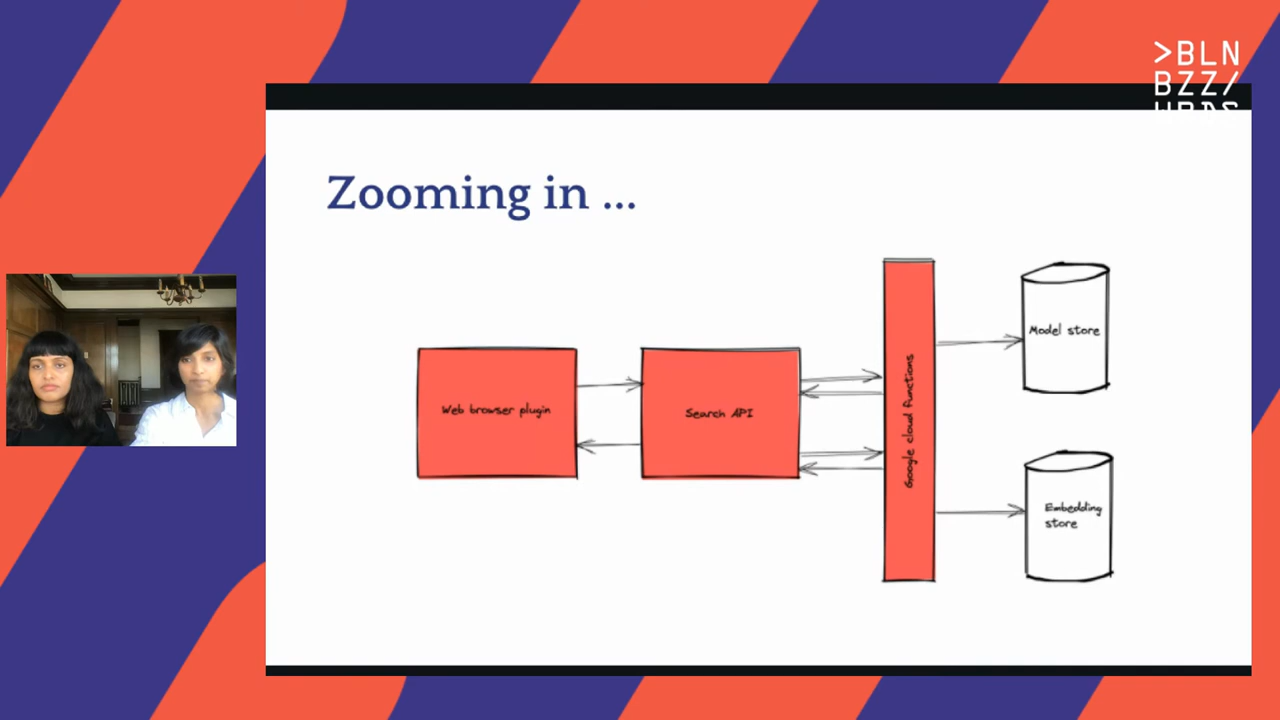 >BLN
BZZ/
Zooming in ...
Web browser plugin
Search API
Google cloud functions
Model store
Embedding
store